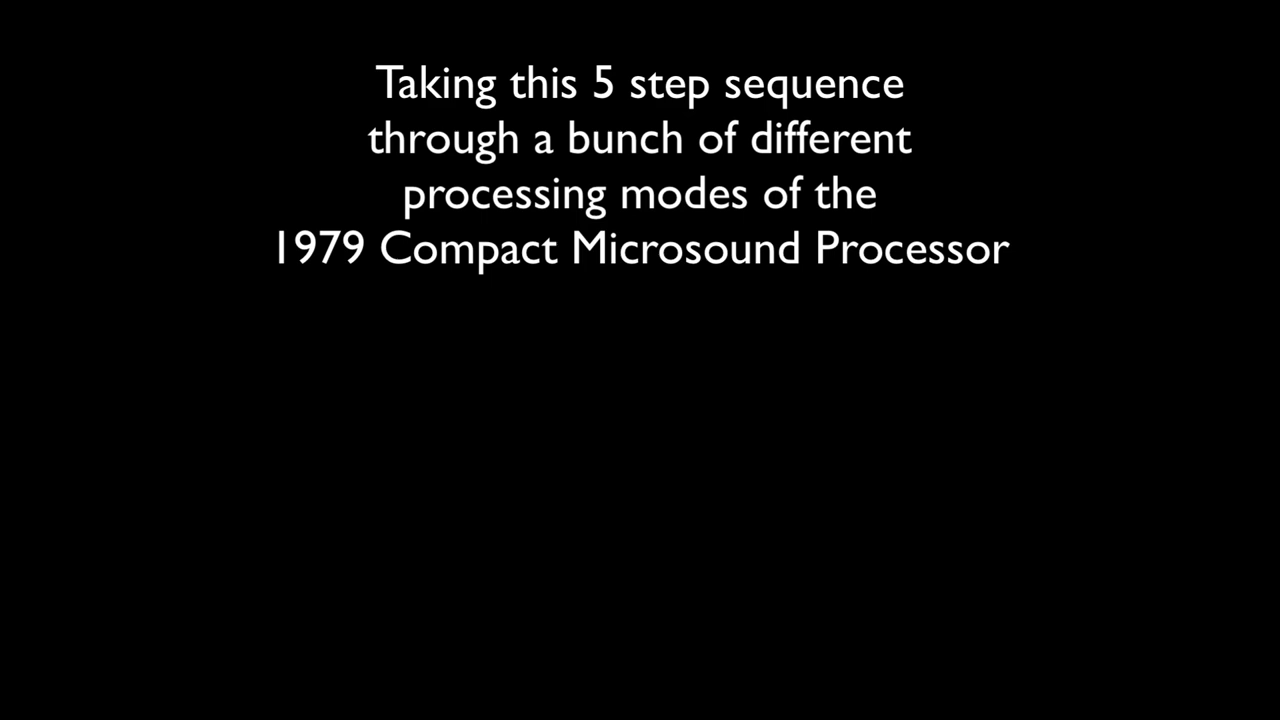 Taking this 5 step sequence
through a bunch of different
processing modes of the
1979 Compact Microsound Processor